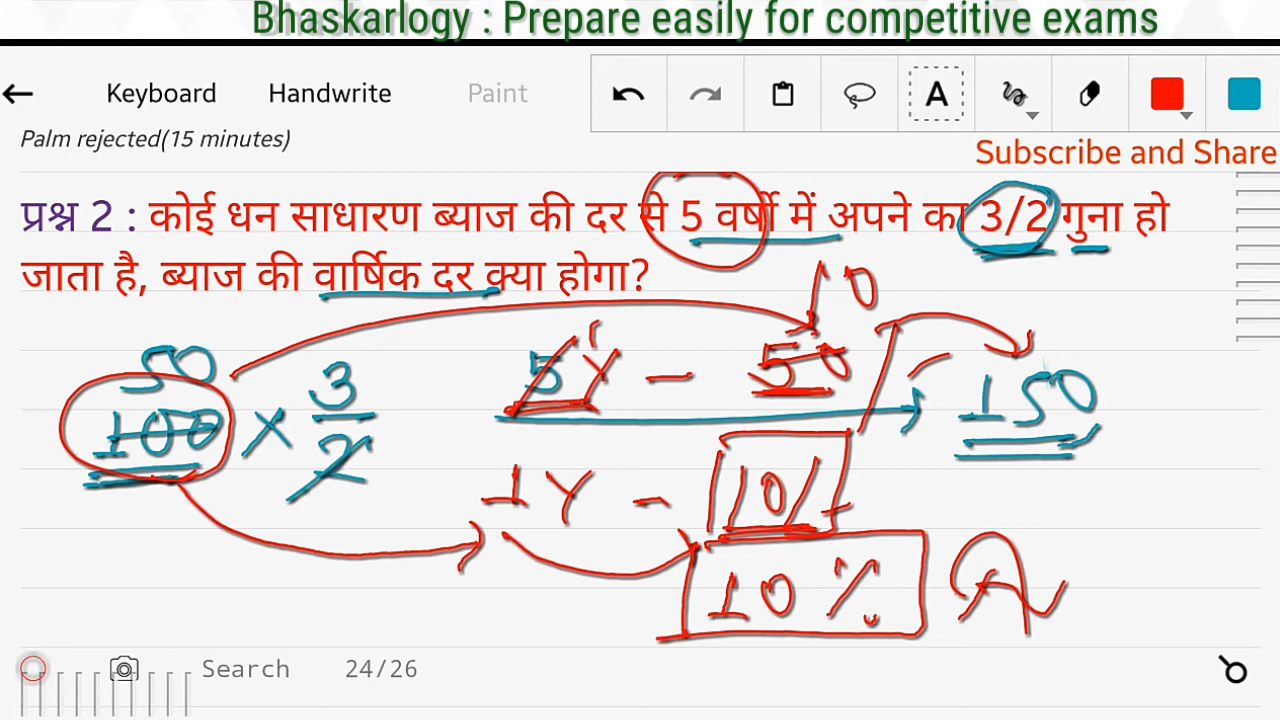 Bhaskarlogy : Prepare easily for competitive exams
Keyboard Handwrite Paint A
Palm rejected(15 minutes)
Subscribe and Share
प्रश्न 2 : कोई धन साधारण ब्याज की दर से 5 वर्षो में अपने का 3/2 गुना हो
जाता है, ब्याज की वार्षिक दर क्या होगा?
10
50 5Y - 50 150
100 × 3/2
1Y - 10/-
10%
Search 24/26